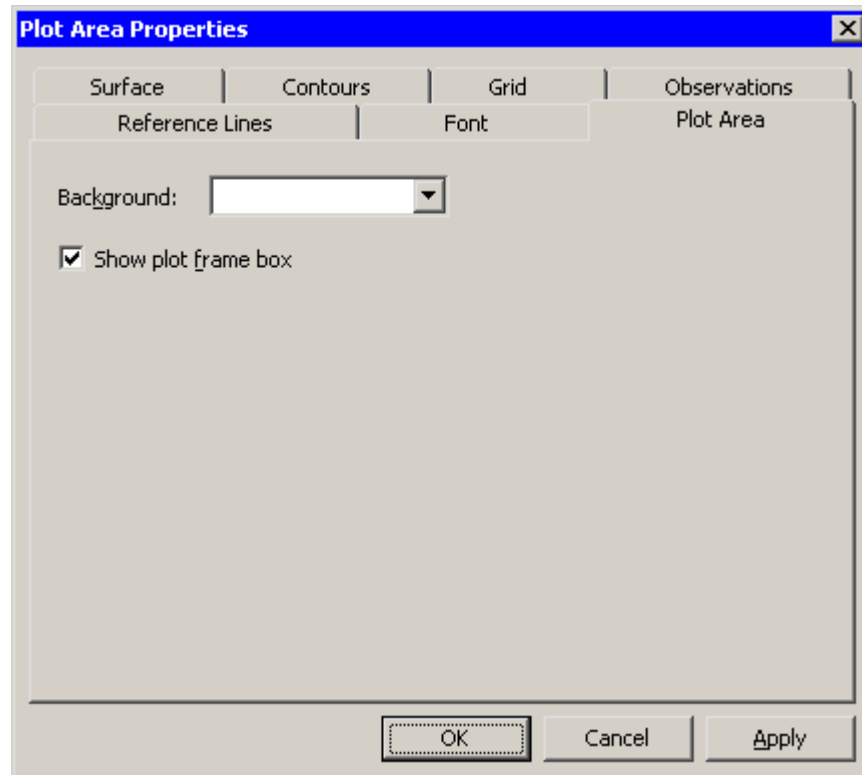 Plot Area Properties
Surface Contours Grid Observations
Reference Lines Font Plot Area
Background:
Show plot frame box
OK Cancel Apply